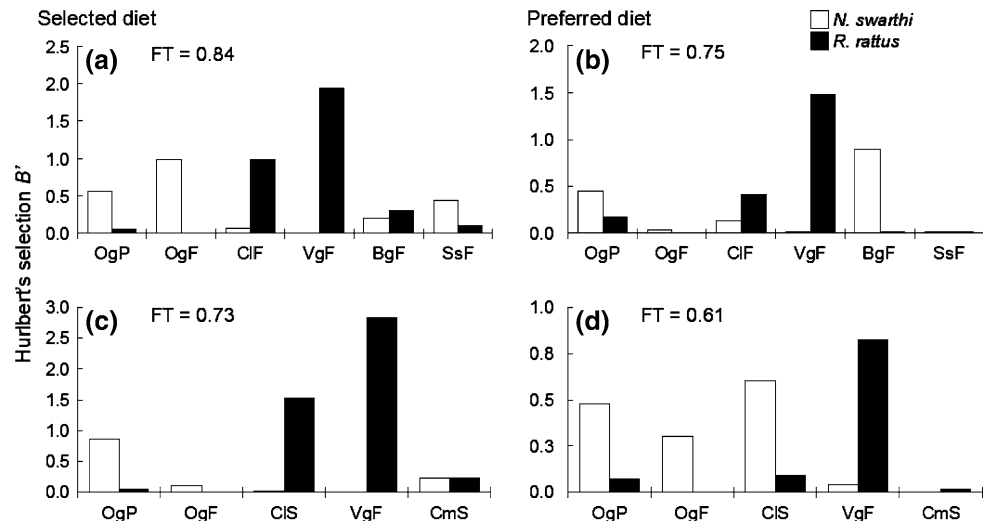 Selected diet
Preferred diet
N. swarthi
R. rattus
Hurlbert's selection B'
(a)
FT = 0.84
2.5
2.0
1.5
1.0
0.5
0.0
OgP OgF ClF VgF BgF SsF
(b)
FT = 0.75
2.0
1.5
1.0
0.5
0.0
OgP OgF ClF VgF BgF SsF
(c)
FT = 0.73
3.0
2.5
2.0
1.5
1.0
0.5
0.0
OgP OgF ClS VgF CmS
(d)
FT = 0.61
1.0
0.8
0.5
0.3
0.0
OgP OgF ClS VgF CmS